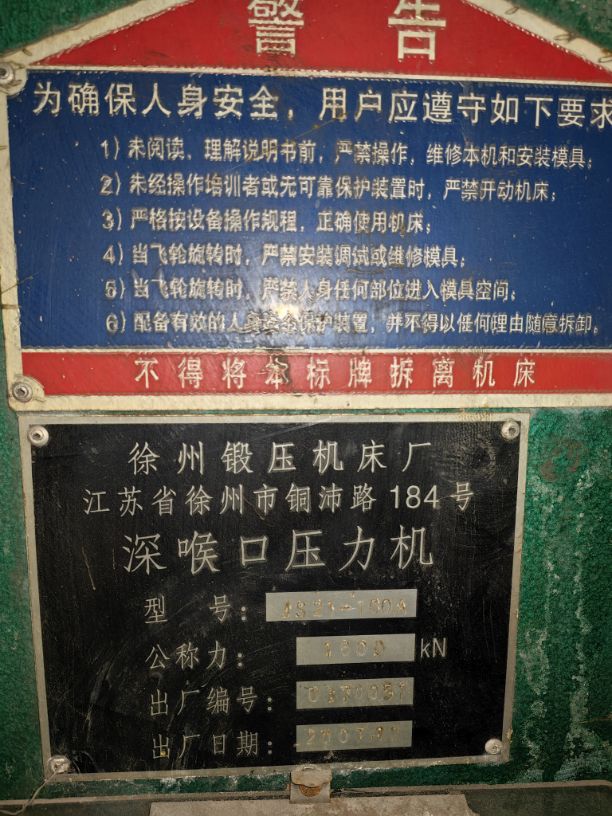 警告
为确保人身安全，用户应遵守如下要求
1）未阅读，理解说明书前，严禁操作，维修本机和安装模具；
2）未经操作培训者或无可靠保护装置时，严禁开动机床；
3）严格按设备操作规程，正确使用机床；
4）当飞轮旋转时，严禁安装调试或维修模具；
5）当飞轮旋转时，严禁人身任何部位进入模具空间；
6）配备有效的人身安全保护装置，并不得以任何理由随意拆卸。
不得将本标牌拆离机床
徐州锻压机床厂
江苏省徐州市铜沛路 184 号
深喉口压力机
型 号： JS21-160A
公称力： 1600 kN
出厂编号：
出厂日期：